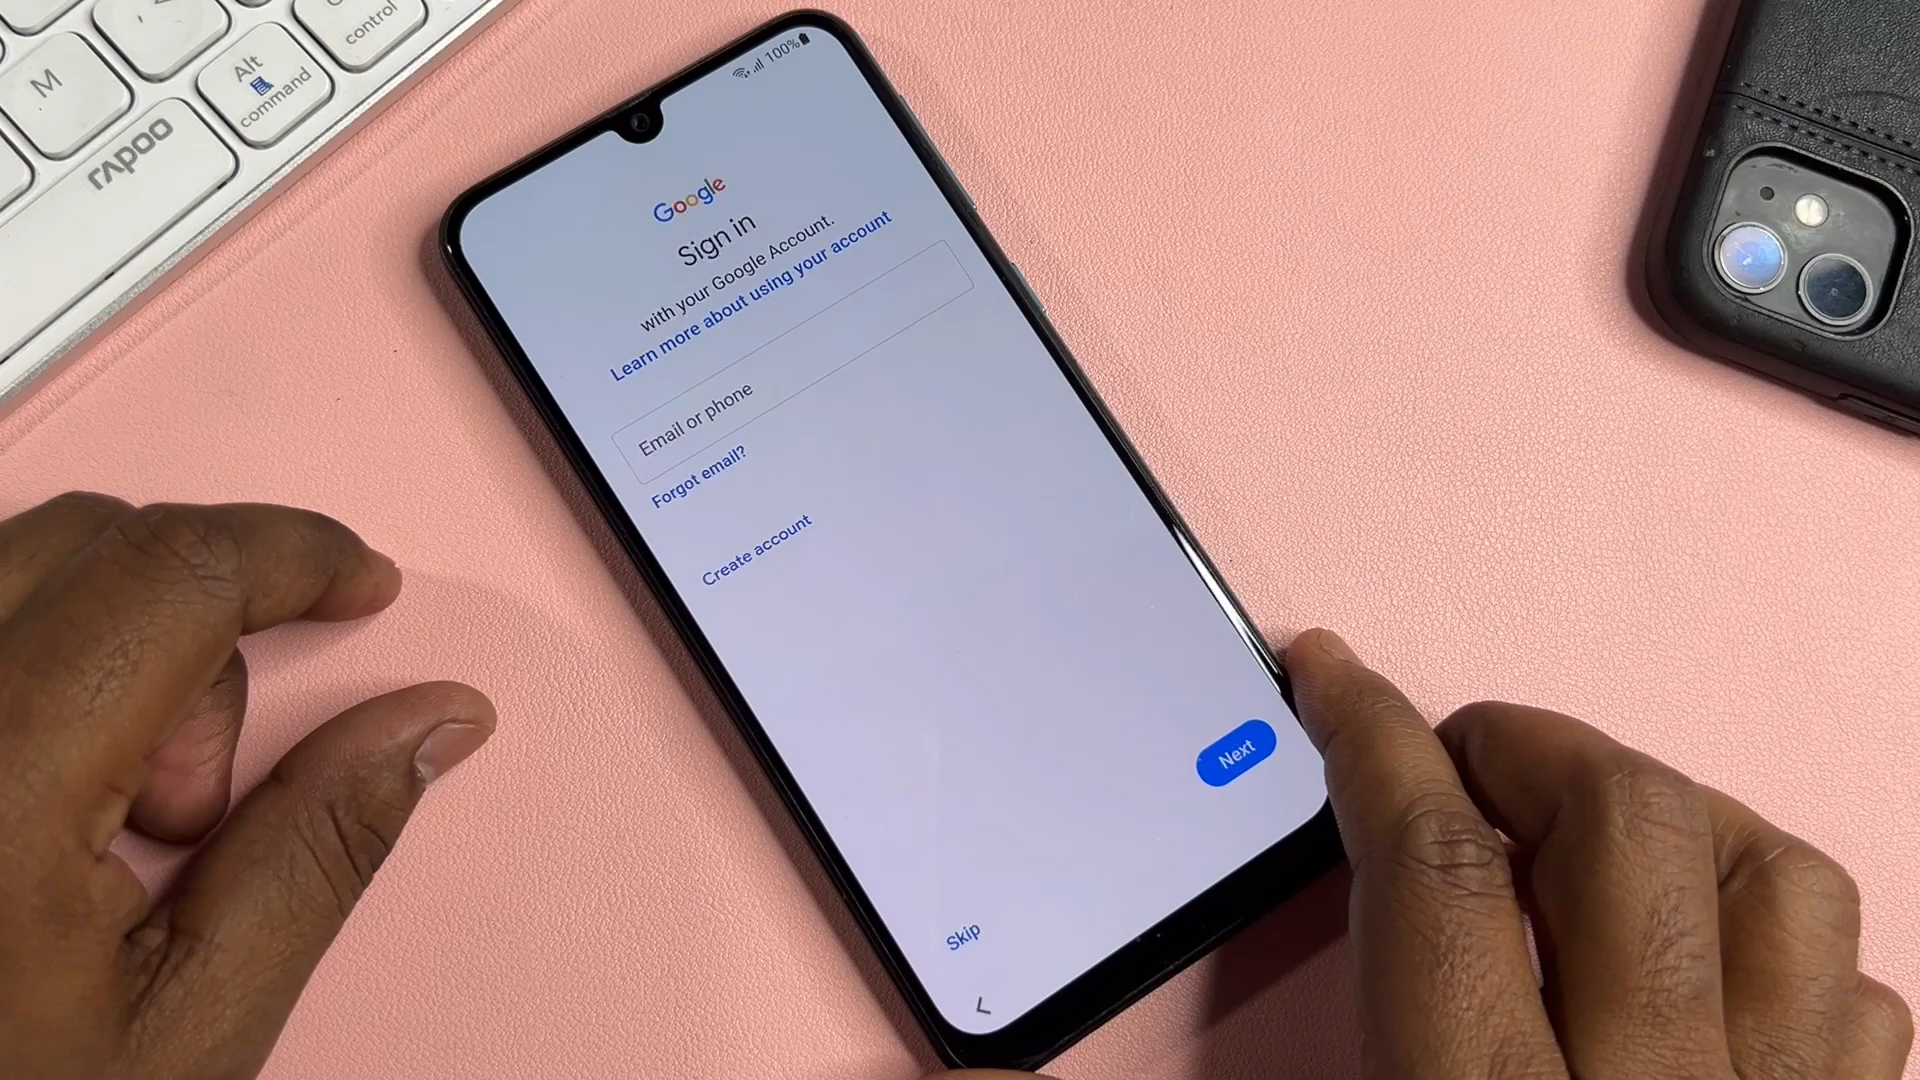 M
Alt
command
control
rapoo
100%
Google
Sign in
with your Google Account.
Learn more about using your account
Email or phone
Forgot email?
Create account
Next
Skip